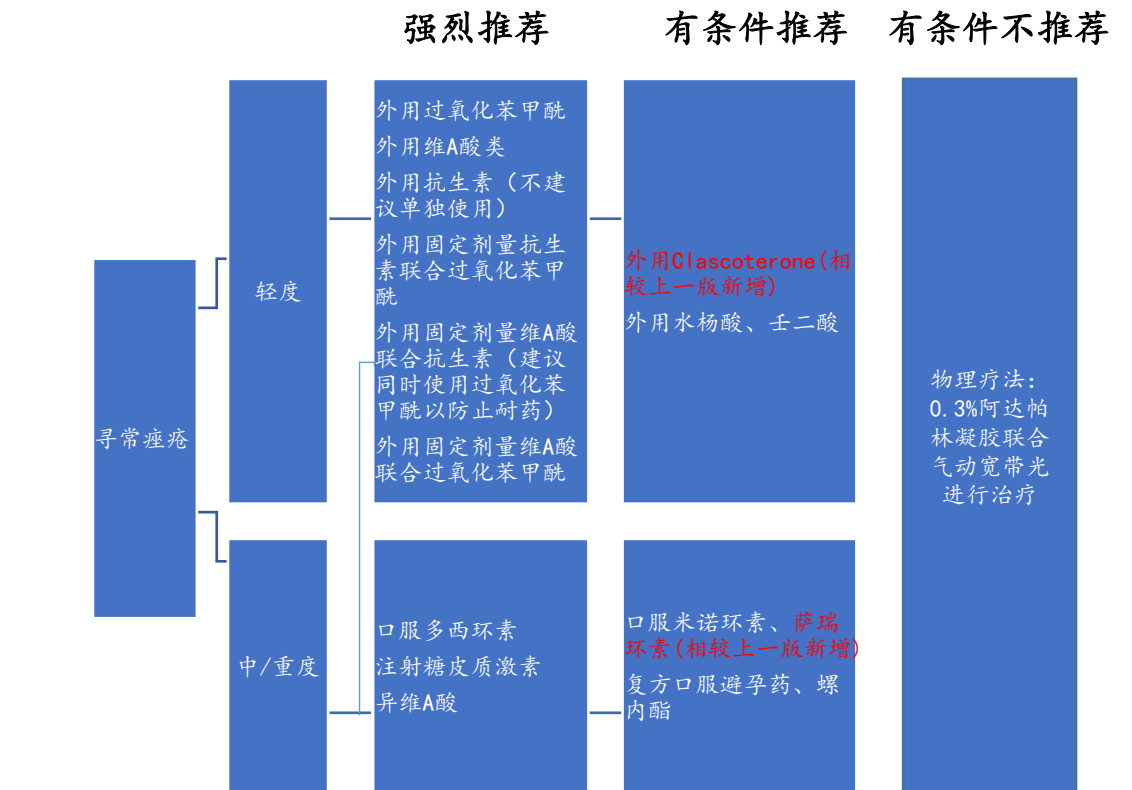 强烈推荐
有条件推荐
有条件不推荐
寻常痤疮
轻度
外用过氧化苯甲酰
外用维A酸类
外用抗生素（不建
议单独使用）
外用固定剂量抗生
素联合过氧化苯甲
酰
外用固定剂量维A酸
联合抗生素（建议
同时使用过氧化苯
甲酰以防止耐药）
外用固定剂量维A酸
联合过氧化苯甲酰
外用Clascoterone(相
较上一版新增)
外用水杨酸、壬二酸
中/重度
口服多西环素
注射糖皮质激素
异维A酸
口服米诺环素、萨瑞
环素(相较上一版新增)
复方口服避孕药、螺
内酯
物理疗法：
0.3%阿达帕
林凝胶联合
气动宽带光
进行治疗